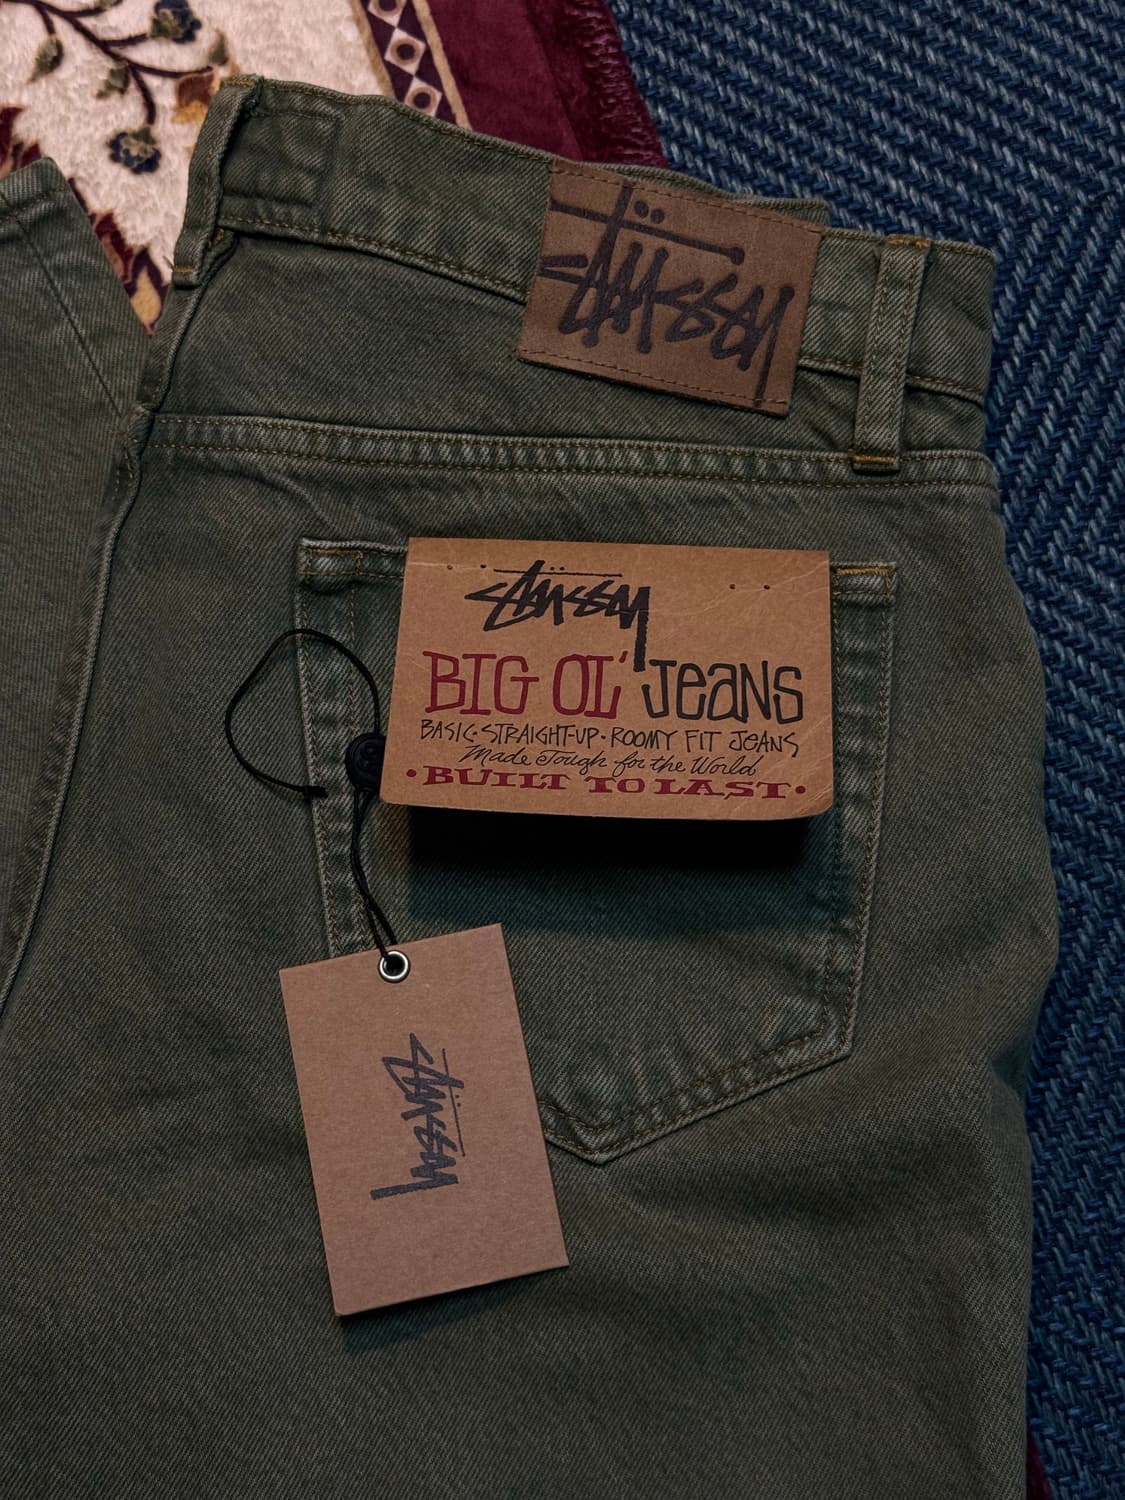 Stüssy
Stüssy
BIG OL' JEANS
BASIC·STRAIGHT-UP·ROOMY FIT JEANS
Made Tough for the World
•BUILT TO LAST•
Stüssy